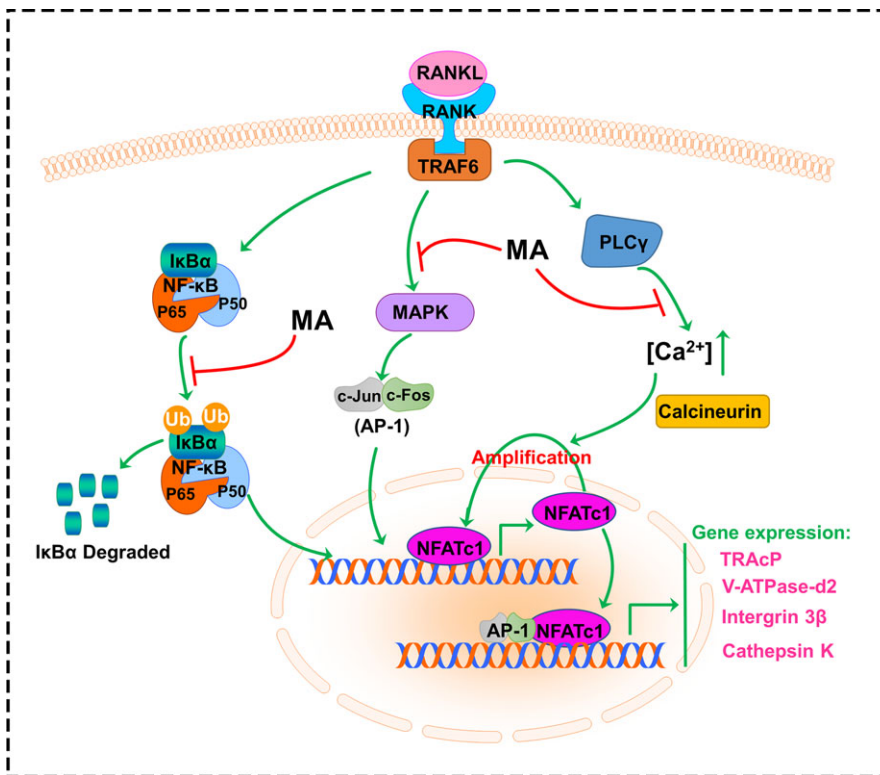 RANKL
RANK
TRAF6
PLCγ
MA
IκBα
NF-κB
P65
P50
MA
MAPK
[Ca²⁺]
c-Jun
c-Fos
(AP-1)
Calcineurin
Ub
Ub
IκBα
NF-κB
P65
P50
IκBα Degraded
Amplification
NFATc1
NFATc1
AP-1
NFATc1
Gene expression:
TRAcP
V-ATPase-d2
Intergrin 3β
Cathepsin K